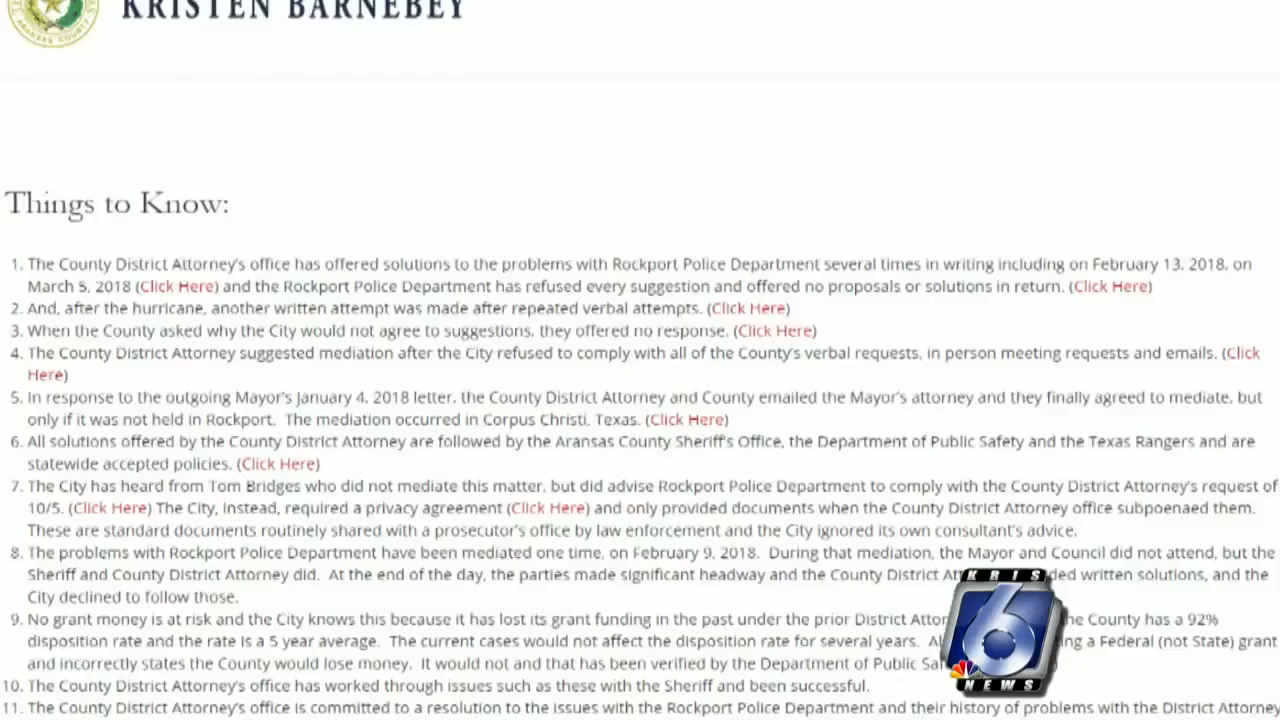 KRISTEN BARNEBEY
ARANSAS COUNTY
Things to Know:
1. The County District Attorney's office has offered solutions to the problems with Rockport Police Department several times in writing including on February 13, 2018, on
March 5, 2018 (Click Here) and the Rockport Police Department has refused every suggestion and offered no proposals or solutions in return. (Click Here)
2. And, after the hurricane, another written attempt was made after repeated verbal attempts. (Click Here)
3. When the County asked why the City would not agree to suggestions, they offered no response. (Click Here)
4. The County District Attorney suggested mediation after the City refused to comply with all of the County's verbal requests, in person meeting requests and emails. (Click
Here)
5. In response to the outgoing Mayor's January 4, 2018 letter, the County District Attorney and County emailed the Mayor's attorney and they finally agreed to mediate, but
only if it was not held in Rockport. The mediation occurred in Corpus Christi, Texas. (Click Here)
6. All solutions offered by the County District Attorney are followed by the Aransas County Sheriff's Office, the Department of Public Safety and the Texas Rangers and are
statewide accepted policies. (Click Here)
7. The City has heard from Tom Bridges who did not mediate this matter, but did advise Rockport Police Department to comply with the County District Attorney's request of
10/5. (Click Here) The City, instead, required a privacy agreement (Click Here) and only provided documents when the County District Attorney office subpoenaed them.
These are standard documents routinely shared with a prosecutor's office by law enforcement and the City ignored its own consultant's advice.
8. The problems with Rockport Police Department have been mediated one time, on February 9, 2018. During that mediation, the Mayor and Council did not attend, but the
Sheriff and County District Attorney did. At the end of the day, the parties made significant headway and the County District At ded written solutions, and the
City declined to follow those.
9. No grant money is at risk and the City knows this because it has lost its grant funding in the past under the prior District Attor he County has a 92%
disposition rate and the rate is a 5 year average. The current cases would not affect the disposition rate for several years. Al ng a Federal (not State) grant
and incorrectly states the County would lose money. It would not and that has been verified by the Department of Public Sa
10. The County District Attorney's office has worked through issues such as these with the Sheriff and been successful.
11. The County District Attorney's office is committed to a resolution to the issues with the Rockport Police Department and their history of problems with the District Attorney
KRIS
6
NEWS